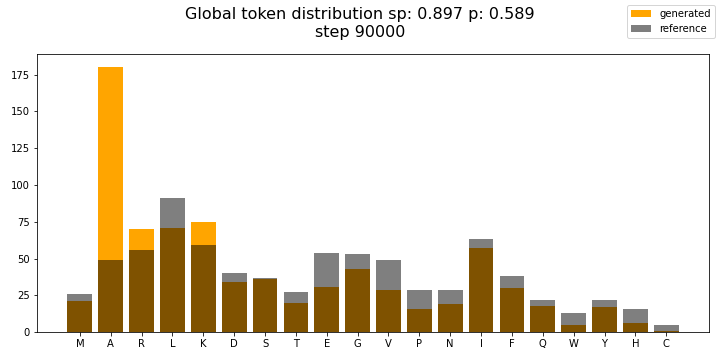 Global token distribution sp: 0.897 p: 0.589
step 90000
generated
reference
175
150
125
100
75
50
25
0
M A R L K D S T E G V P N I F Q W Y H C